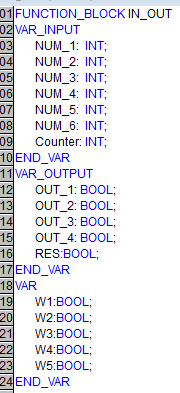 01 FUNCTION_BLOCK IN_OUT
02 VAR_INPUT
03 NUM_1: INT;
04 NUM_2: INT;
05 NUM_3: INT;
06 NUM_4: INT;
07 NUM_5: INT;
08 NUM_6: INT;
09 Counter: INT;
10 END_VAR
11 VAR_OUTPUT
12 OUT_1: BOOL;
13 OUT_2: BOOL;
14 OUT_3: BOOL;
15 OUT_4: BOOL;
16 RES:BOOL;
17 END_VAR
18 VAR
19 W1:BOOL;
20 W2:BOOL;
21 W3:BOOL;
22 W4:BOOL;
23 W5:BOOL;
24 END_VAR